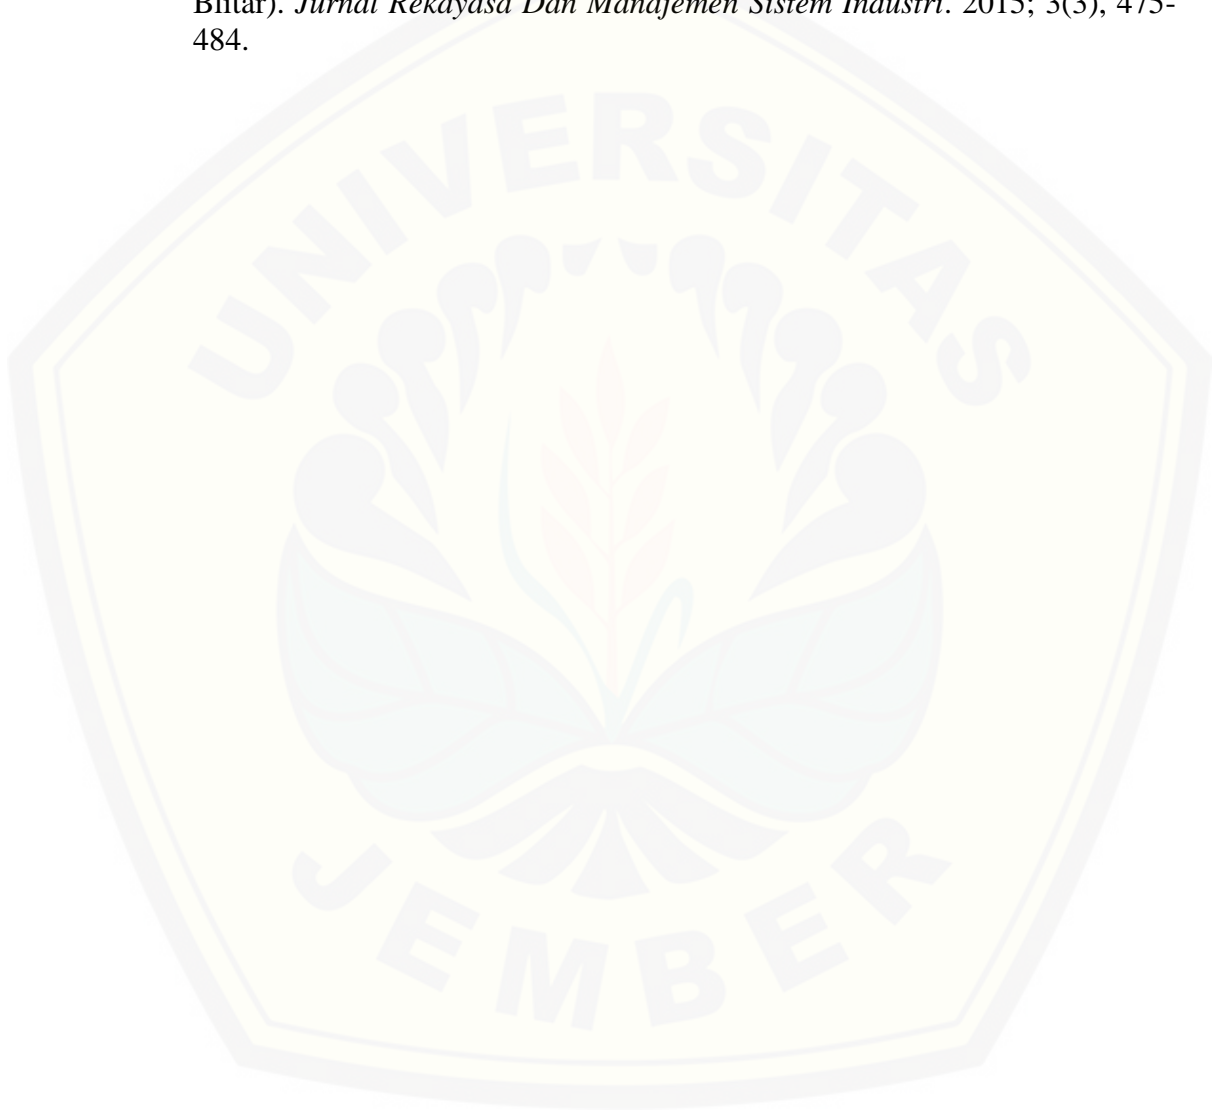 Blitar). Jurnal Rekayasa Dan Manajemen Sistem Industri. 2015; 3(3), 475-
484.
UNIVERSITAS
JEMBER